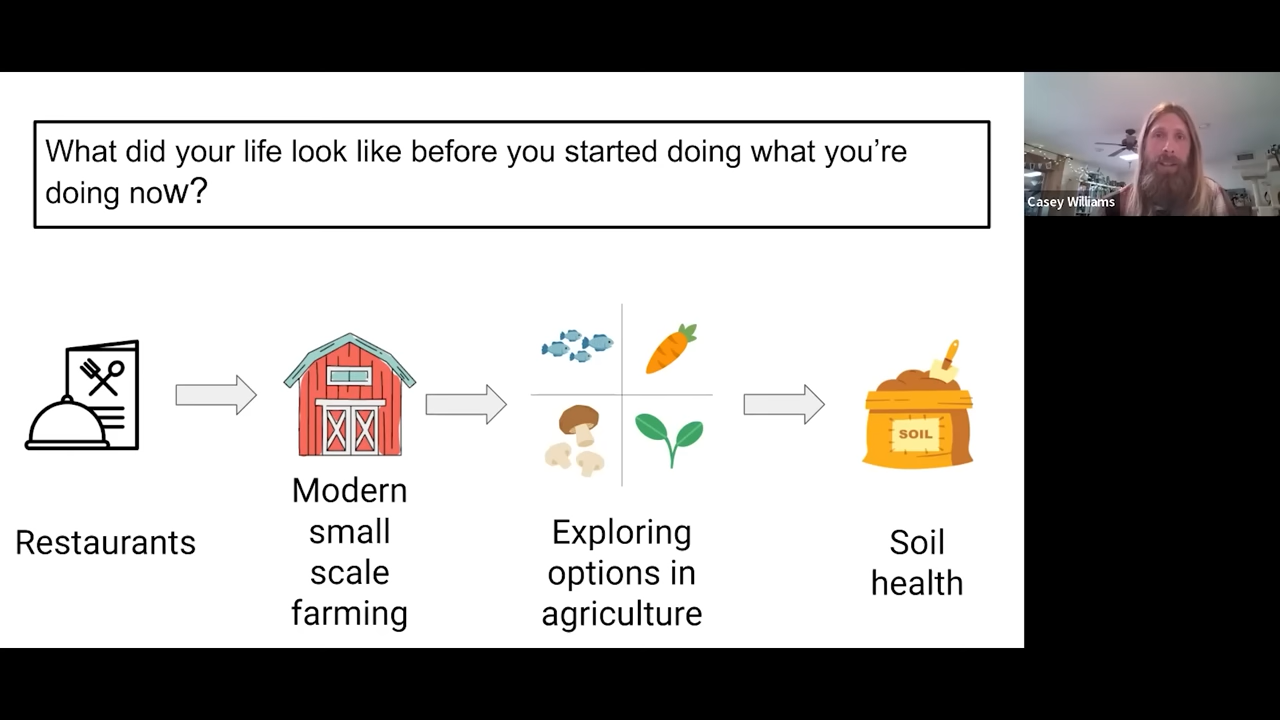 What did your life look like before you started doing what you're
doing now?
Casey Williams
Restaurants
Modern
small
scale
farming
Exploring
options in
agriculture
SOIL
Soil
health